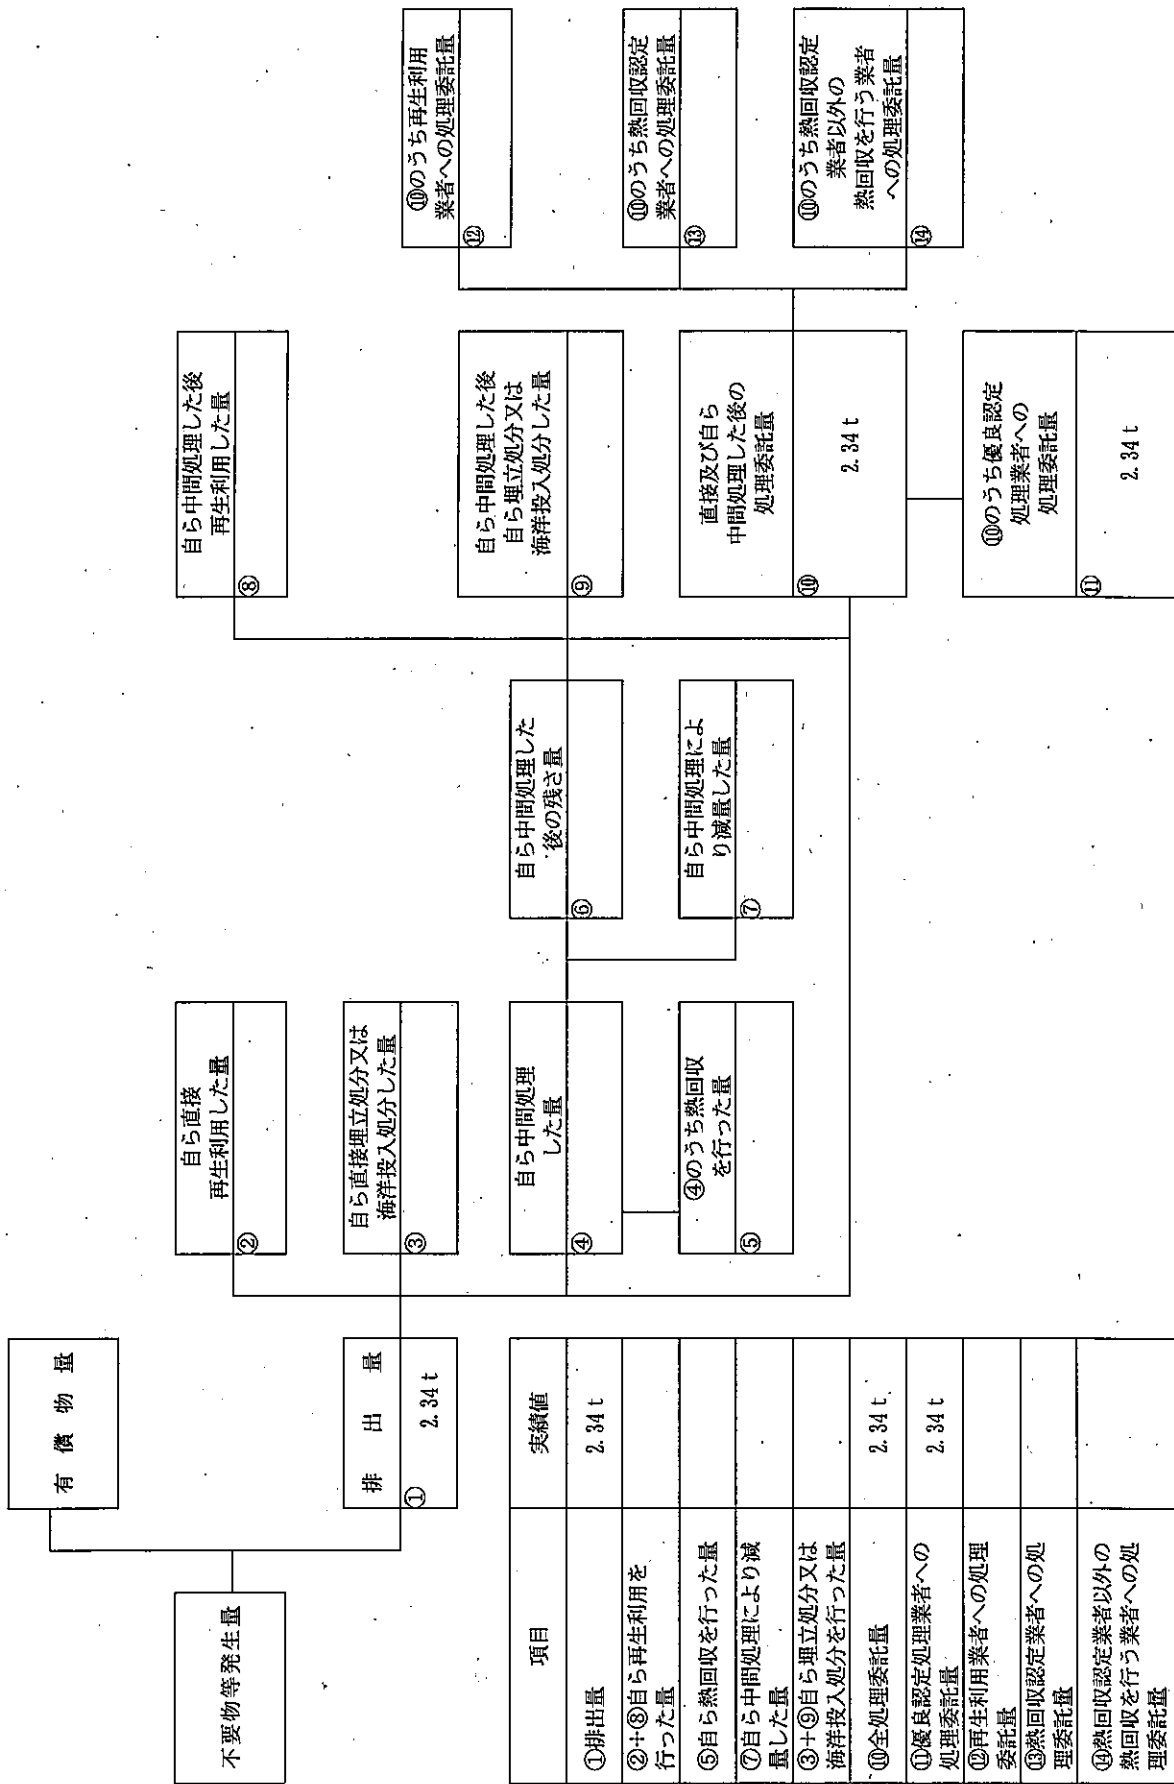 不要物等発生量
有 償 物 量
排 出 量
①
2.34 t
自ら直接
再生利用した量
②
自ら直接埋立処分又は
海洋投入処分した量
③
自ら中間処理
した量
④
④のうち熱回収
を行った量
⑤
自ら中間処理した
後の残さ量
⑥
自ら中間処理によ
り減量した量
⑦
自ら中間処理した後
再生利用した量
⑧
自ら中間処理した後
自ら埋立処分又は
海洋投入処分した量
⑨
直接及び自ら
中間処理した後の
処理委託量
⑩
2.34 t
⑩のうち優良認定
処理業者への
処理委託量
⑪
2.34 t
⑩のうち再生利用
業者への処理委託量
⑫
⑩のうち熱回収認定
業者への処理委託量
⑬
⑩のうち熱回収認定
業者以外の
熱回収を行う業者
への処理委託量
⑭
項目 実績値
①排出量 2.34 t
②+⑧自ら再生利用を
行った量
⑤自ら熱回収を行った量
⑦自ら中間処理により減
量した量
③+⑨自ら埋立処分又は
海洋投入処分を行った量
⑩全処理委託量 2.34 t
⑪優良認定処理業者への
処理委託量 2.34 t
⑫再生利用業者への処理
委託量
⑬熱回収認定業者への処
理委託量
⑭熱回収認定業者以外の
熱回収を行う業者への処
理委託量